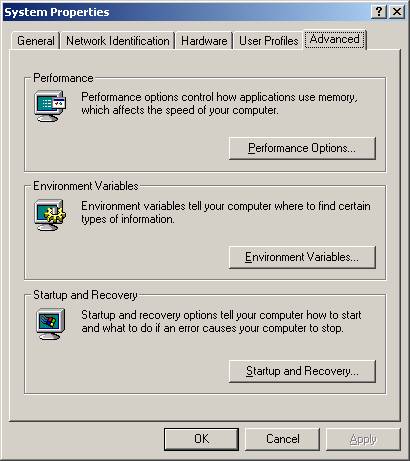 System Properties
General Network Identification Hardware User Profiles Advanced
Performance
Performance options control how applications use memory,
which affects the speed of your computer.
Performance Options...
Environment Variables
Environment variables tell your computer where to find certain
types of information.
Environment Variables...
Startup and Recovery
Startup and recovery options tell your computer how to start
and what to do if an error causes your computer to stop.
Startup and Recovery...
OK Cancel Apply